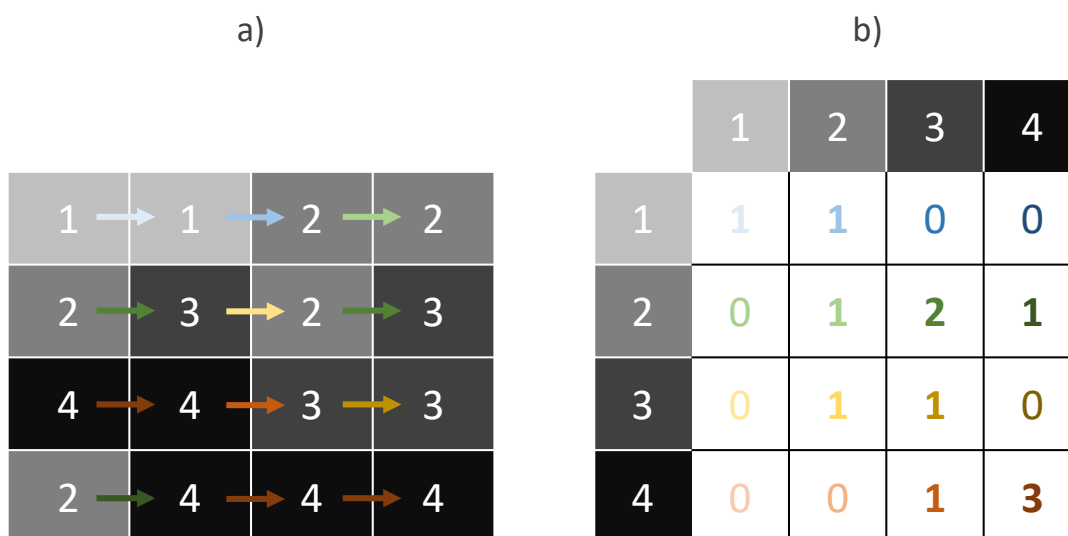 a)
1 1 2 2
2 3 2 3
4 4 3 3
2 4 4 4
b)
1 2 3 4
1 1 1 0 0
2 0 1 2 1
3 0 1 1 0
4 0 0 1 3